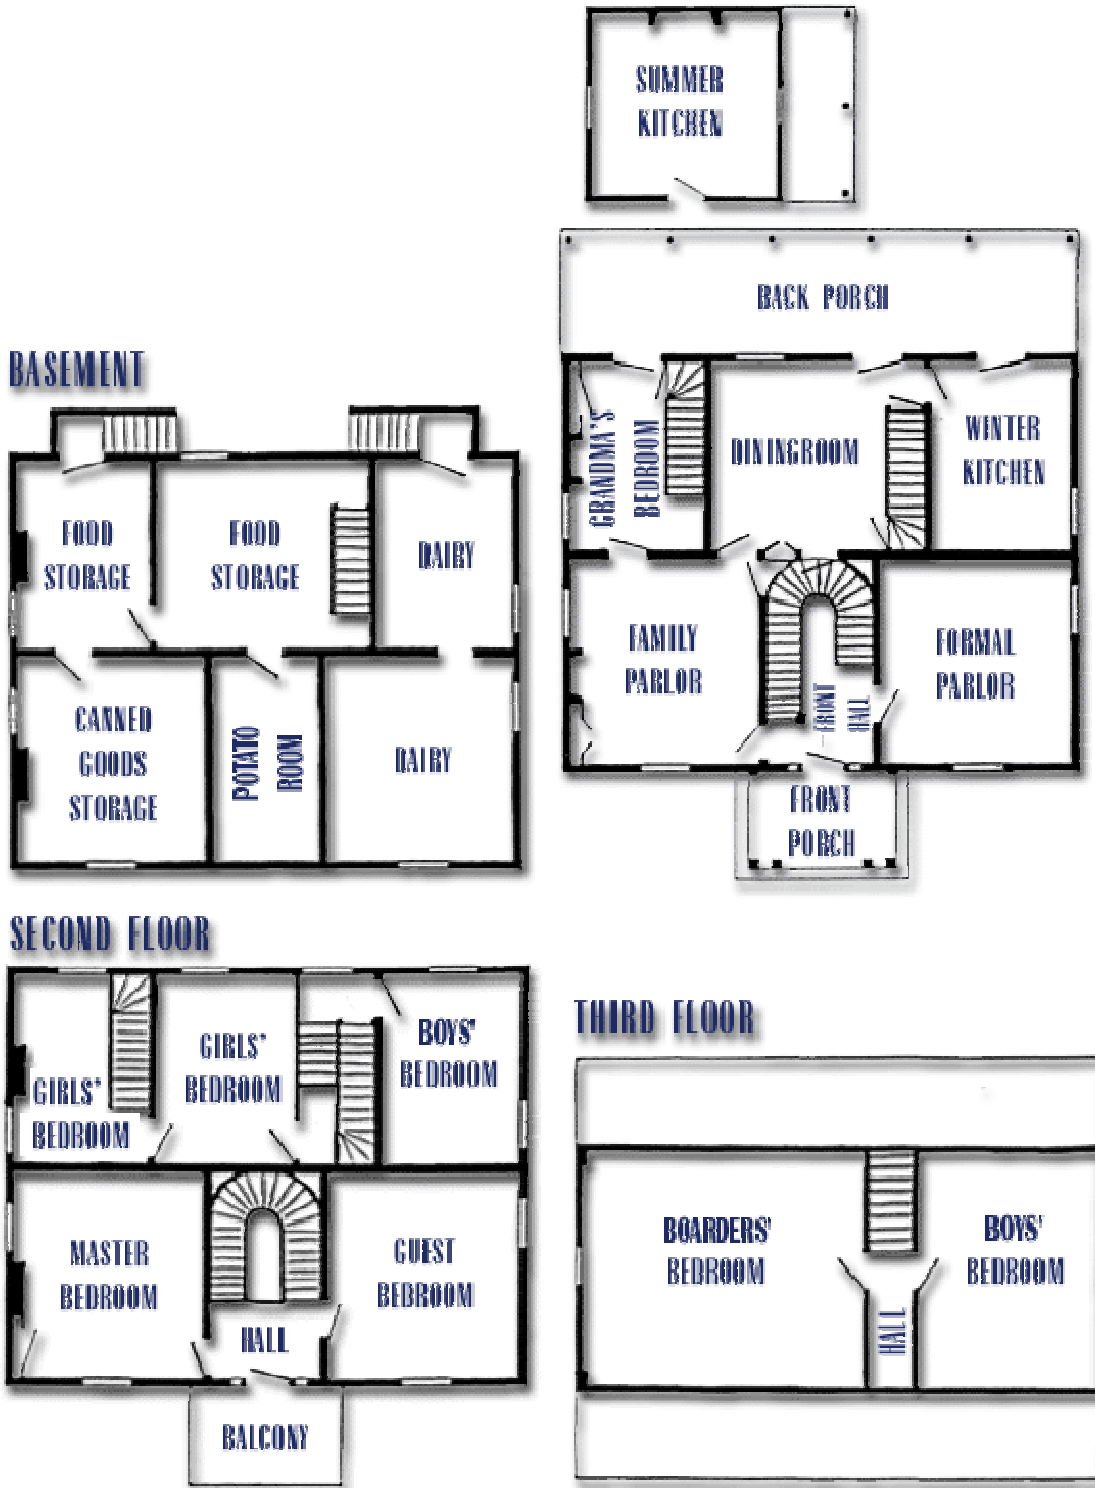 SUMMER
KITCHEN
BACK PORCH
GRANDMA'S
BEDROOM
DININGROOM
WINTER
KITCHEN
FAMILY
PARLOR
FRONT
HALL
FORMAL
PARLOR
FRONT
PORCH
BASEMENT
FOOD
STORAGE
FOOD
STORAGE
DAIRY
CANNED
GOODS
STORAGE
POTATO
ROOM
DAIRY
SECOND FLOOR
GIRLS'
BEDROOM
GIRLS'
BEDROOM
BOYS'
BEDROOM
MASTER
BEDROOM
HALL
GUEST
BEDROOM
BALCONY
THIRD FLOOR
BOARDERS'
BEDROOM
HALL
BOYS'
BEDROOM